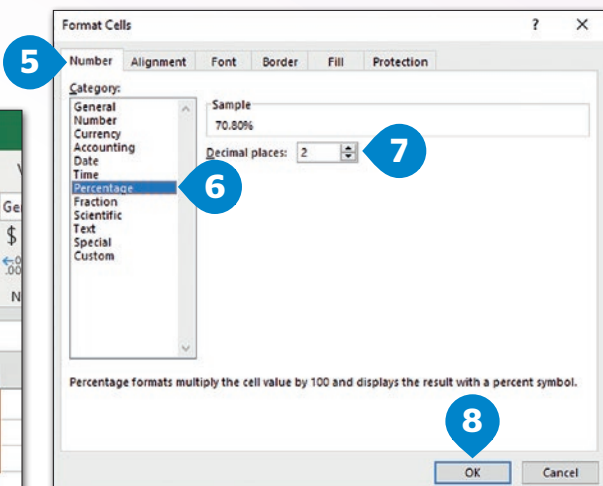 Format Cells ? ×
5
Number Alignment Font Border Fill Protection
Category:
General
Number
Currency
Accounting
Date
Time
Percentage
Fraction
Scientific
Text
Special
Custom
6
Sample
70.80%
Decimal places: 2
7
Percentage formats multiply the cell value by 100 and displays the result with a percent symbol.
8
OK Cancel
Ge
$
.00
N